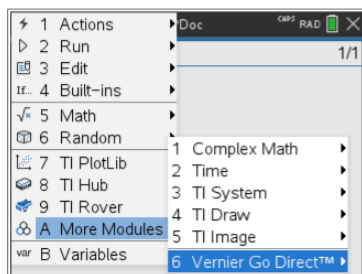 1 Actions
Doc
CAPS RAD
2 Run
1/1
3 Edit
If... 4 Built-ins
5 Math
6 Random
7 TI PlotLib
8 TI Hub
9 TI Rover
A More Modules
var B Variables
1 Complex Math
2 Time
3 TI System
4 TI Draw
5 TI Image
6 Vernier Go Direct™